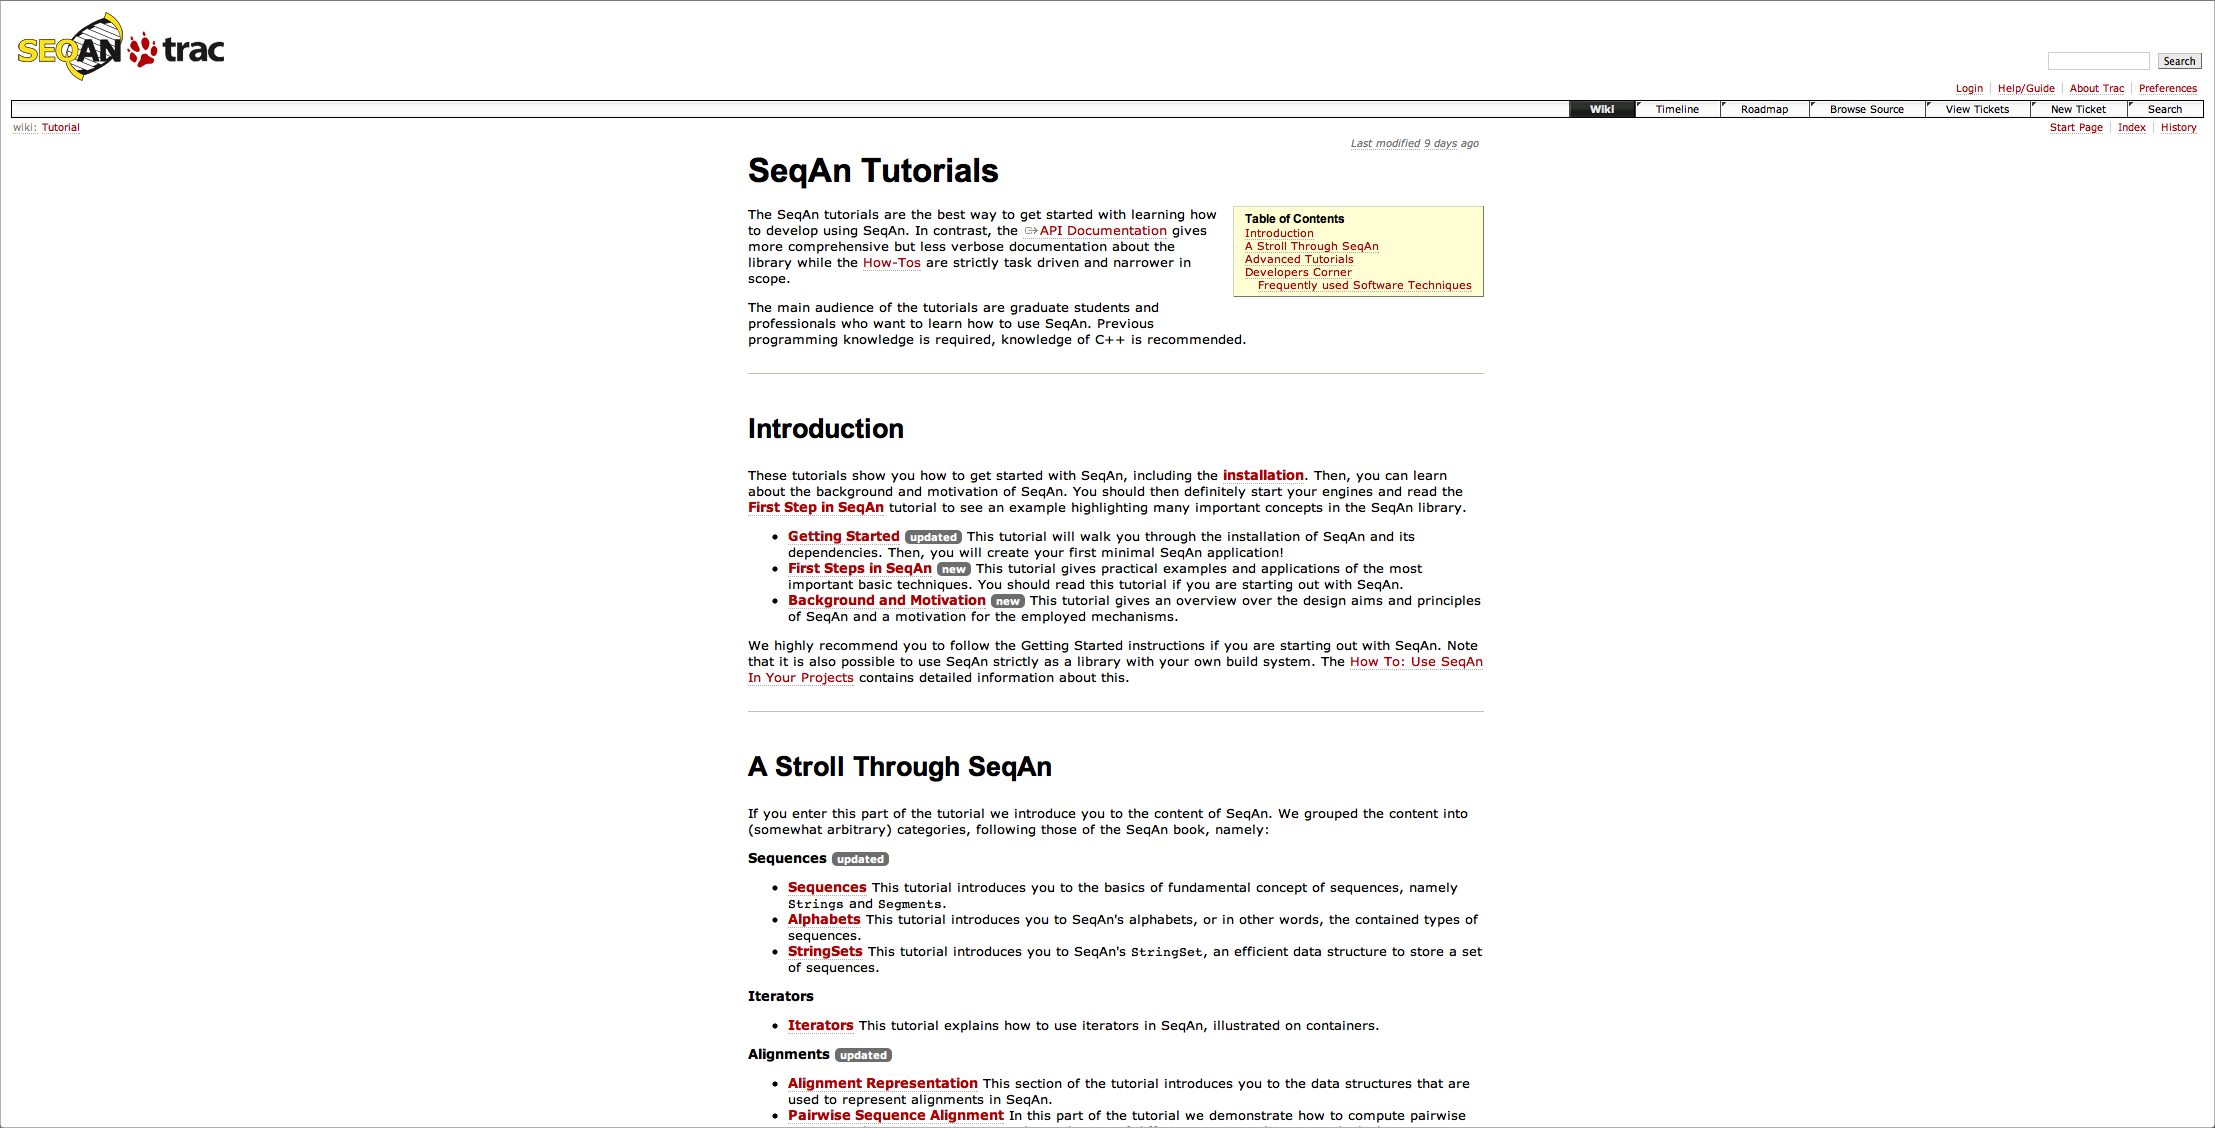 SEQAN trac
Search
Login Help/Guide About Trac Preferences
Wiki Timeline Roadmap Browse Source View Tickets New Ticket Search
wiki: Tutorial
Start Page Index History
Last modified 9 days ago
SeqAn Tutorials
The SeqAn tutorials are the best way to get started with learning how
to develop using SeqAn. In contrast, the API Documentation gives
more comprehensive but less verbose documentation about the
library while the How-Tos are strictly task driven and narrower in
scope.
Table of Contents
Introduction
A Stroll Through SeqAn
Advanced Tutorials
Developers Corner
Frequently used Software Techniques
The main audience of the tutorials are graduate students and
professionals who want to learn how to use SeqAn. Previous
programming knowledge is required, knowledge of C++ is recommended.
Introduction
These tutorials show you how to get started with SeqAn, including the installation. Then, you can learn
about the background and motivation of SeqAn. You should then definitely start your engines and read the
First Step in SeqAn tutorial to see an example highlighting many important concepts in the SeqAn library.
• Getting Started updated This tutorial will walk you through the installation of SeqAn and its
dependencies. Then, you will create your first minimal SeqAn application!
• First Steps in SeqAn new This tutorial gives practical examples and applications of the most
important basic techniques. You should read this tutorial if you are starting out with SeqAn.
• Background and Motivation new This tutorial gives an overview over the design aims and principles
of SeqAn and a motivation for the employed mechanisms.
We highly recommend you to follow the Getting Started instructions if you are starting out with SeqAn. Note
that it is also possible to use SeqAn strictly as a library with your own build system. The How To: Use SeqAn
In Your Projects contains detailed information about this.
A Stroll Through SeqAn
If you enter this part of the tutorial we introduce you to the content of SeqAn. We grouped the content into
(somewhat arbitrary) categories, following those of the SeqAn book, namely:
Sequences updated
• Sequences This tutorial introduces you to the basics of fundamental concept of sequences, namely
Strings and Segments.
• Alphabets This tutorial introduces you to SeqAn's alphabets, or in other words, the contained types of
sequences.
• StringSets This tutorial introduces you to SeqAn's StringSet, an efficient data structure to store a set
of sequences.
Iterators
• Iterators This tutorial explains how to use iterators in SeqAn, illustrated on containers.
Alignments updated
• Alignment Representation This section of the tutorial introduces you to the data structures that are
used to represent alignments in SeqAn.
• Pairwise Sequence Alignment In this part of the tutorial we demonstrate how to compute pairwise